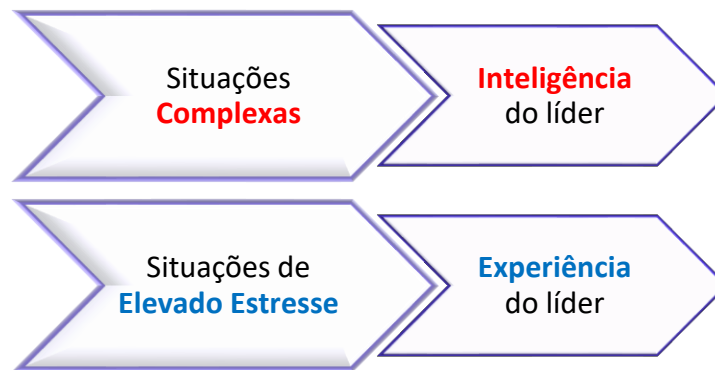 Situações
Complexas
Inteligência
do líder
Situações de
Elevado Estresse
Experiência
do líder